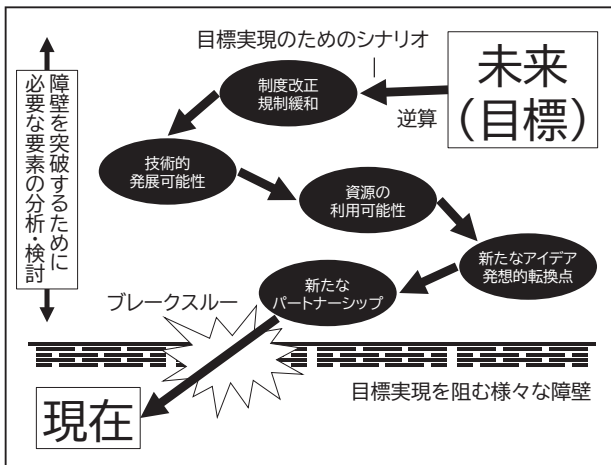 目標実現のためのシナリオ
未来
（目標）
制度改正
規制緩和
逆算
障壁を突破するために
必要な要素の分析・検討
技術的
発展可能性
資源の
利用可能性
新たなアイデア
発想的転換点
新たな
パートナーシップ
ブレークスルー
目標実現を阻む様々な障壁
現在